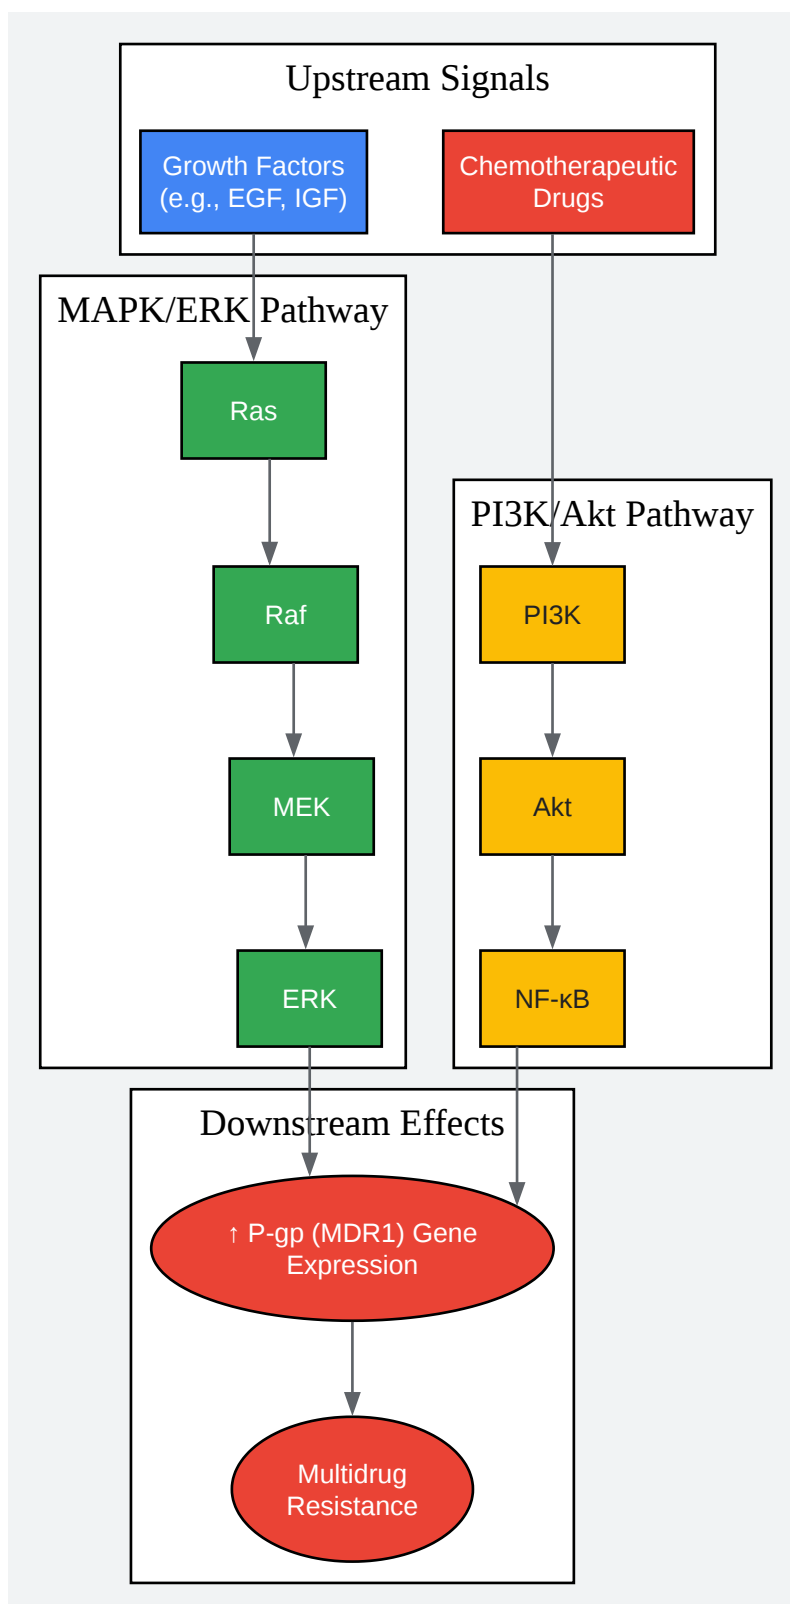 Upstream Signals
Growth Factors
(e.g., EGF, IGF)
Chemotherapeutic
Drugs
MAPK/ERK Pathway
Ras
Raf
MEK
ERK
PI3K/Akt Pathway
PI3K
Akt
NF-κB
Downstream Effects
↑ P-gp (MDR1) Gene
Expression
Multidrug
Resistance